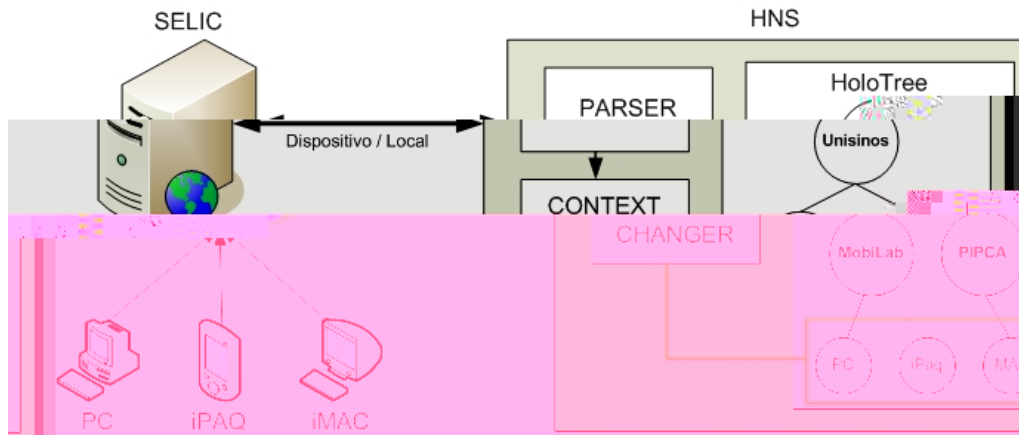 SELIC
HNS
PARSER
HoloTree
Dispositivo / Local
Unisinos
CONTEXT
CHANGER
MobiLab
PIPCA
PC
iPaq
PC
iPAQ
iMAC